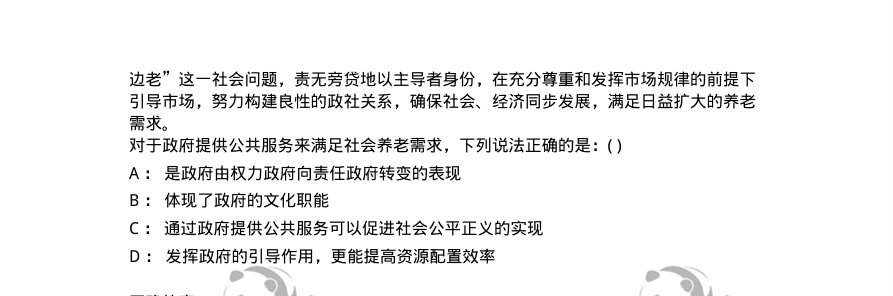 边老”这一社会问题，责无旁贷地以主导者身份，在充分尊重和发挥市场规律的前提下
引导市场，努力构建良性的政社关系，确保社会、经济同步发展，满足日益扩大的养老
需求。
对于政府提供公共服务来满足社会养老需求，下列说法正确的是：( )
A ： 是政府由权力政府向责任政府转变的表现
B ： 体现了政府的文化职能
C ： 通过政府提供公共服务可以促进社会公平正义的实现
D ： 发挥政府的引导作用，更能提高资源配置效率